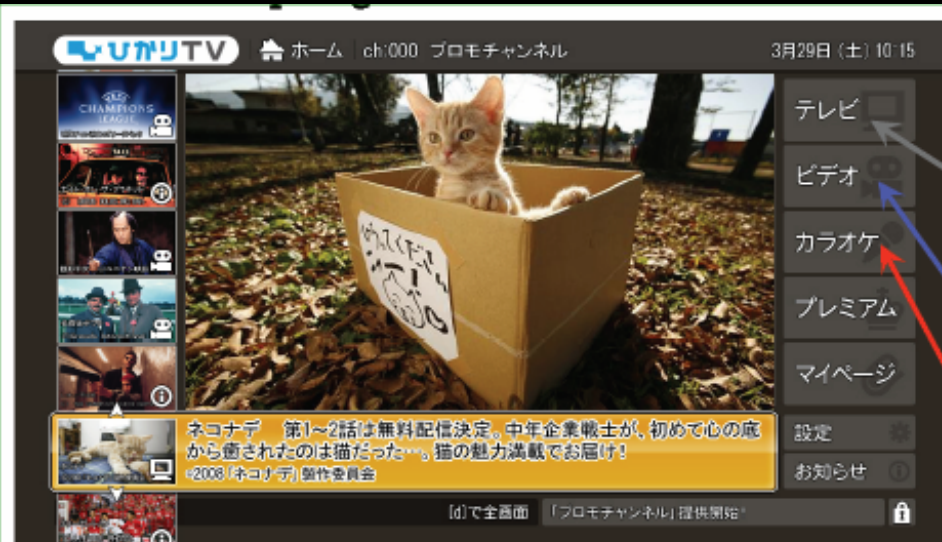 ひかりTV ホーム ch:000 プロモチャンネル 3月29日 (土) 10:15
CHAMPIONS
LEAGUE
テレビ
ビデオ
カラオケ
プレミアム
マイページ
ネコナデ 第1~2話は無料配信決定。中年企業戦士が、初めて心の底
から癒されたのは猫だった…。猫の魅力満載でお届け!
©2008「ネコナデ」製作委員会
設定
お知らせ
[d]で全画面 「プロモチャンネル」提供開始